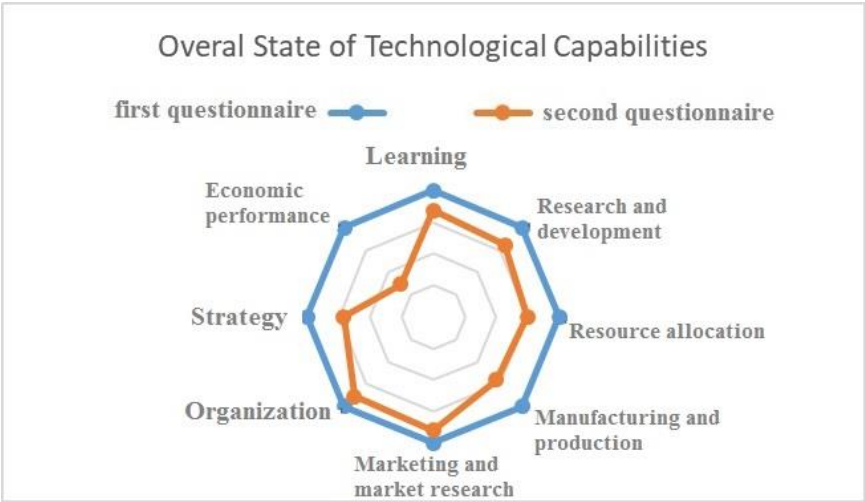 Overal State of Technological Capabilities
first questionnaire
second questionnaire
Learning
Economic
performance
Research and
development
Strategy
Resource allocation
Organization
Manufacturing and
production
Marketing and
market research